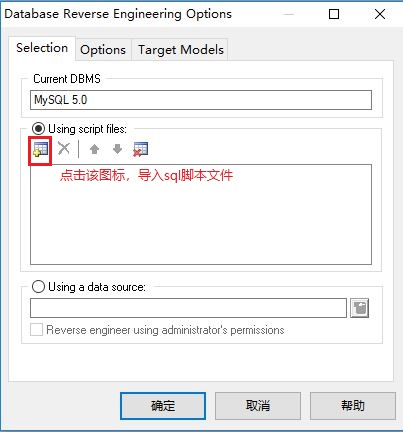 Database Reverse Engineering Options
Selection Options Target Models
Current DBMS
MySQL 5.0
Using script files:
点击该图标，导入sql脚本文件
Using a data source:
Reverse engineer using administrator's permissions
确定 取消 帮助